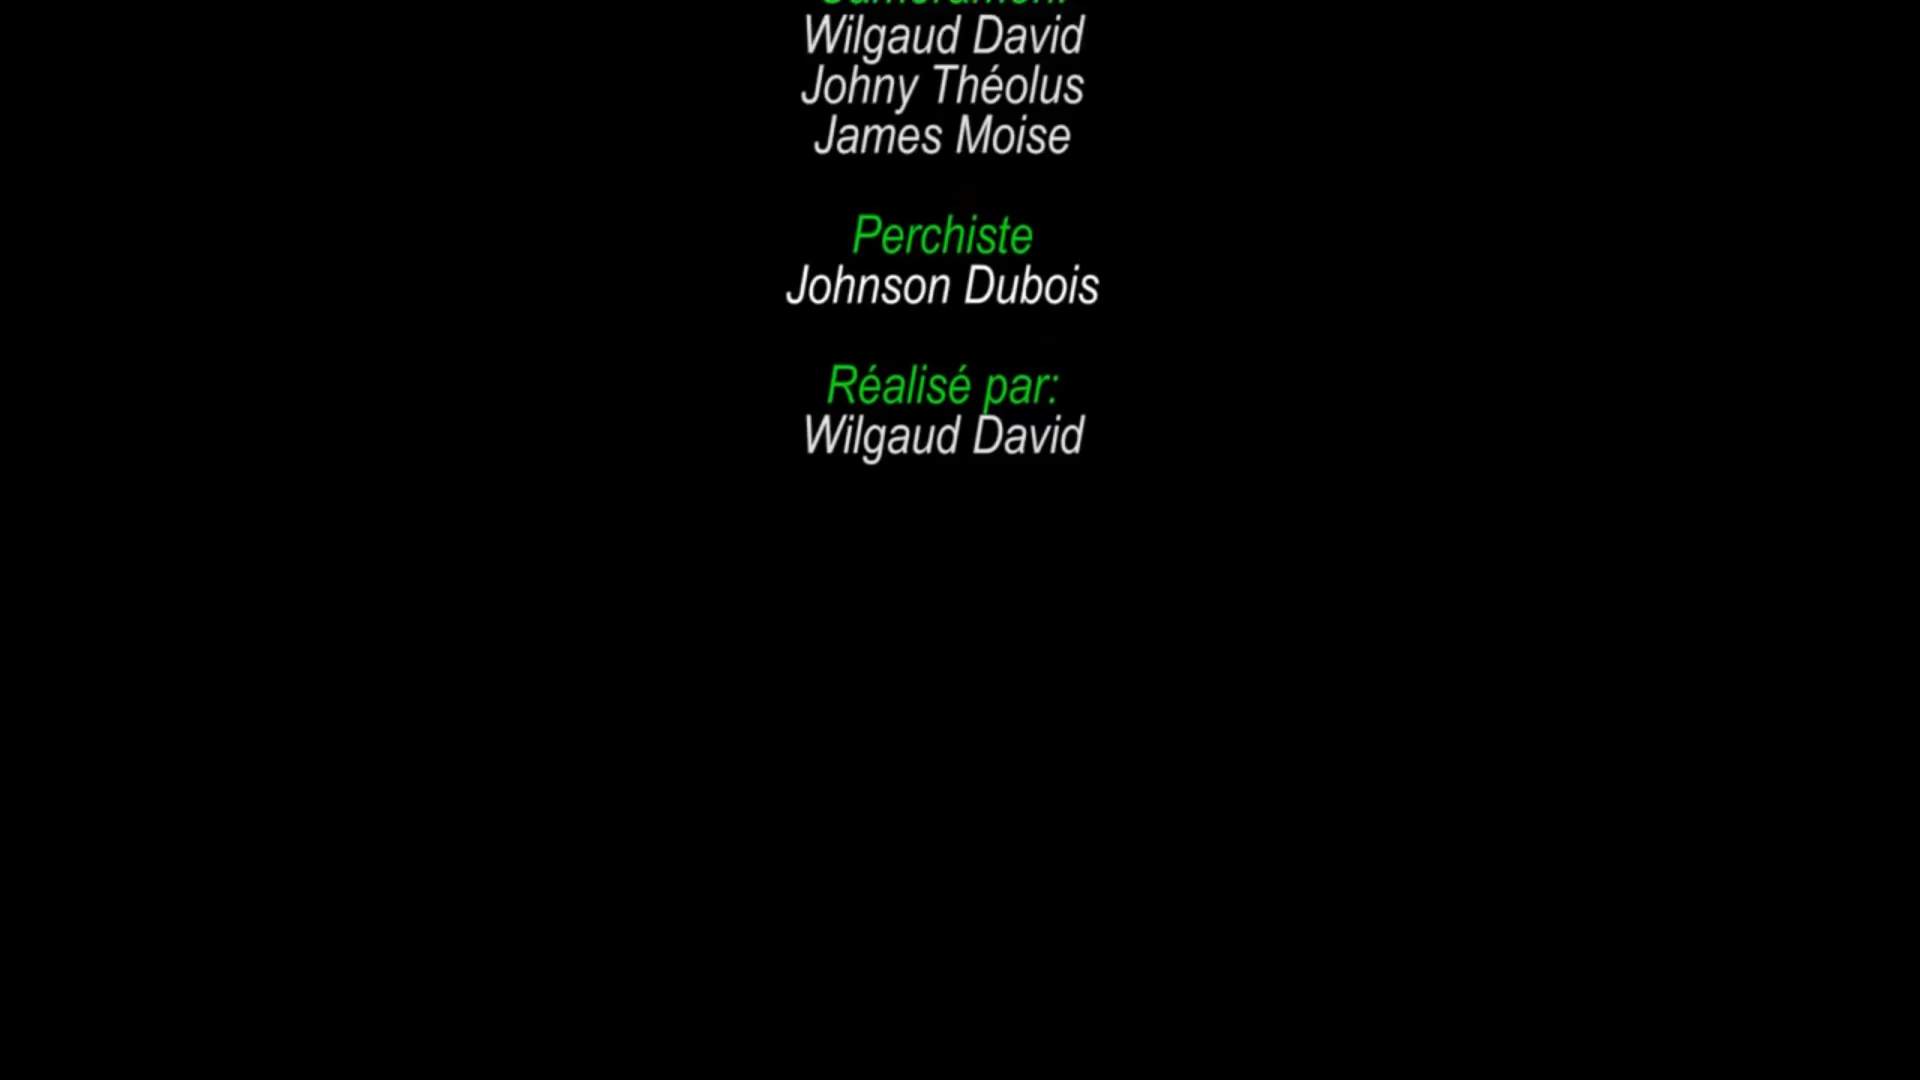 Wilgaud David
Johny Théolus
James Moise
Perchiste
Johnson Dubois
Réalisé par:
Wilgaud David